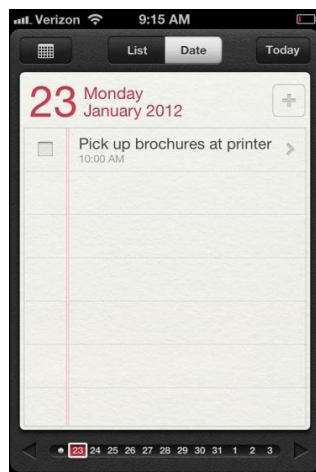 Verizon 9:15 AM
List Date Today
23 Monday
January 2012
Pick up brochures at printer
10:00 AM
23 24 25 26 27 28 29 30 31 1 2 3